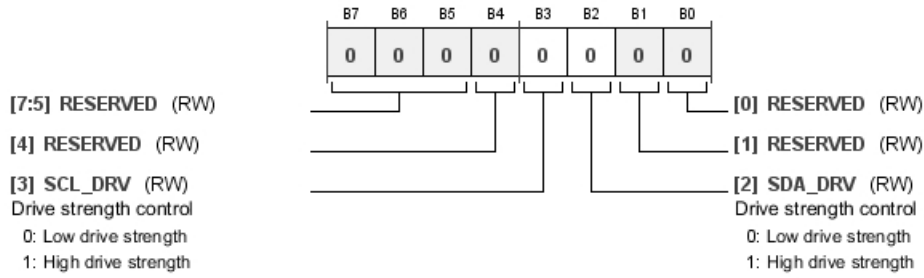 B7 B6 B5 B4 B3 B2 B1 B0
0 0 0 0 0 0 0 0
[7:5] RESERVED (RW)
[4] RESERVED (RW)
[3] SCL_DRV (RW)
Drive strength control
0: Low drive strength
1: High drive strength
[0] RESERVED (RW)
[1] RESERVED (RW)
[2] SDA_DRV (RW)
Drive strength control
0: Low drive strength
1: High drive strength